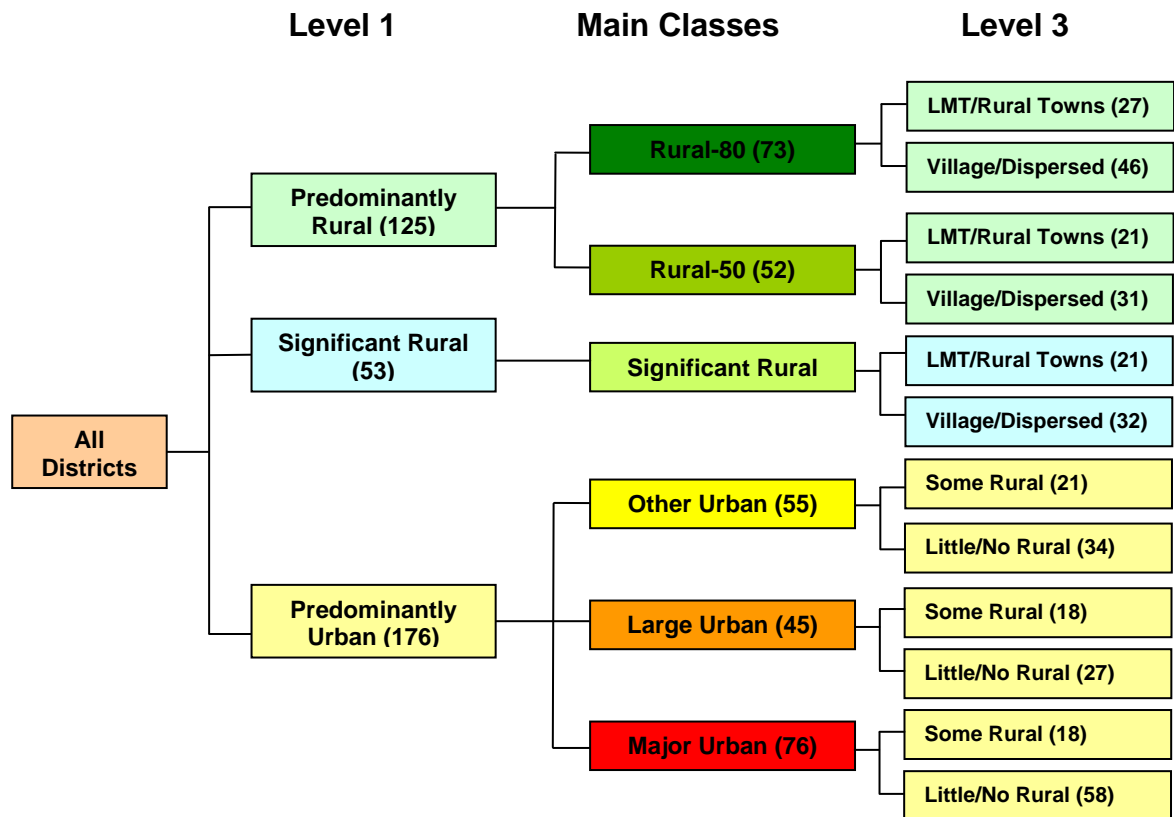 Level 1
Main Classes
Level 3
All
Districts
Predominantly
Rural (125)
Significant Rural
(53)
Predominantly
Urban (176)
Rural-80 (73)
Rural-50 (52)
Significant Rural
Other Urban (55)
Large Urban (45)
Major Urban (76)
LMT/Rural Towns (27)
Village/Dispersed (46)
LMT/Rural Towns (21)
Village/Dispersed (31)
LMT/Rural Towns (21)
Village/Dispersed (32)
Some Rural (21)
Little/No Rural (34)
Some Rural (18)
Little/No Rural (27)
Some Rural (18)
Little/No Rural (58)